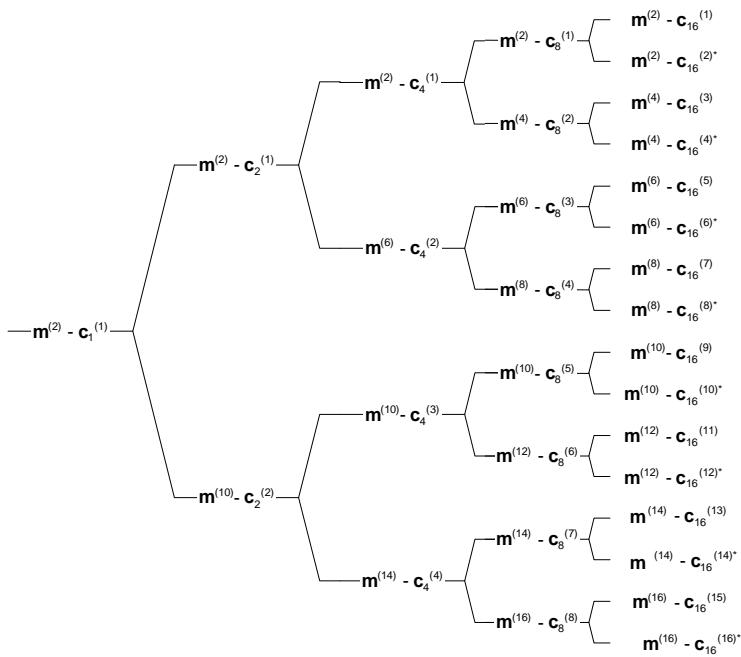 m(2) - c16(1)
m(2) - c8(1)
m(2) - c16(2)*
m(2) - c4(1)
m(4) - c16(3)
m(4) - c8(2)
m(4) - c16(4)*
m(2) - c2(1)
m(6) - c16(5)
m(6) - c8(3)
m(6) - c16(6)*
m(6) - c4(2)
m(8) - c16(7)
m(8) - c8(4)
m(8) - c16(8)*
m(2) - c1(1)
m(10) - c16(9)
m(10) - c8(5)
m(10) - c16(10)*
m(10) - c4(3)
m(12) - c16(11)
m(12) - c8(6)
m(12) - c16(12)*
m(10) - c2(2)
m(14) - c16(13)
m(14) - c8(7)
m (14) - c16(14)*
m(14) - c4(4)
m(16) - c16(15)
m(16) - c8(8)
m(16) - c16(16)*